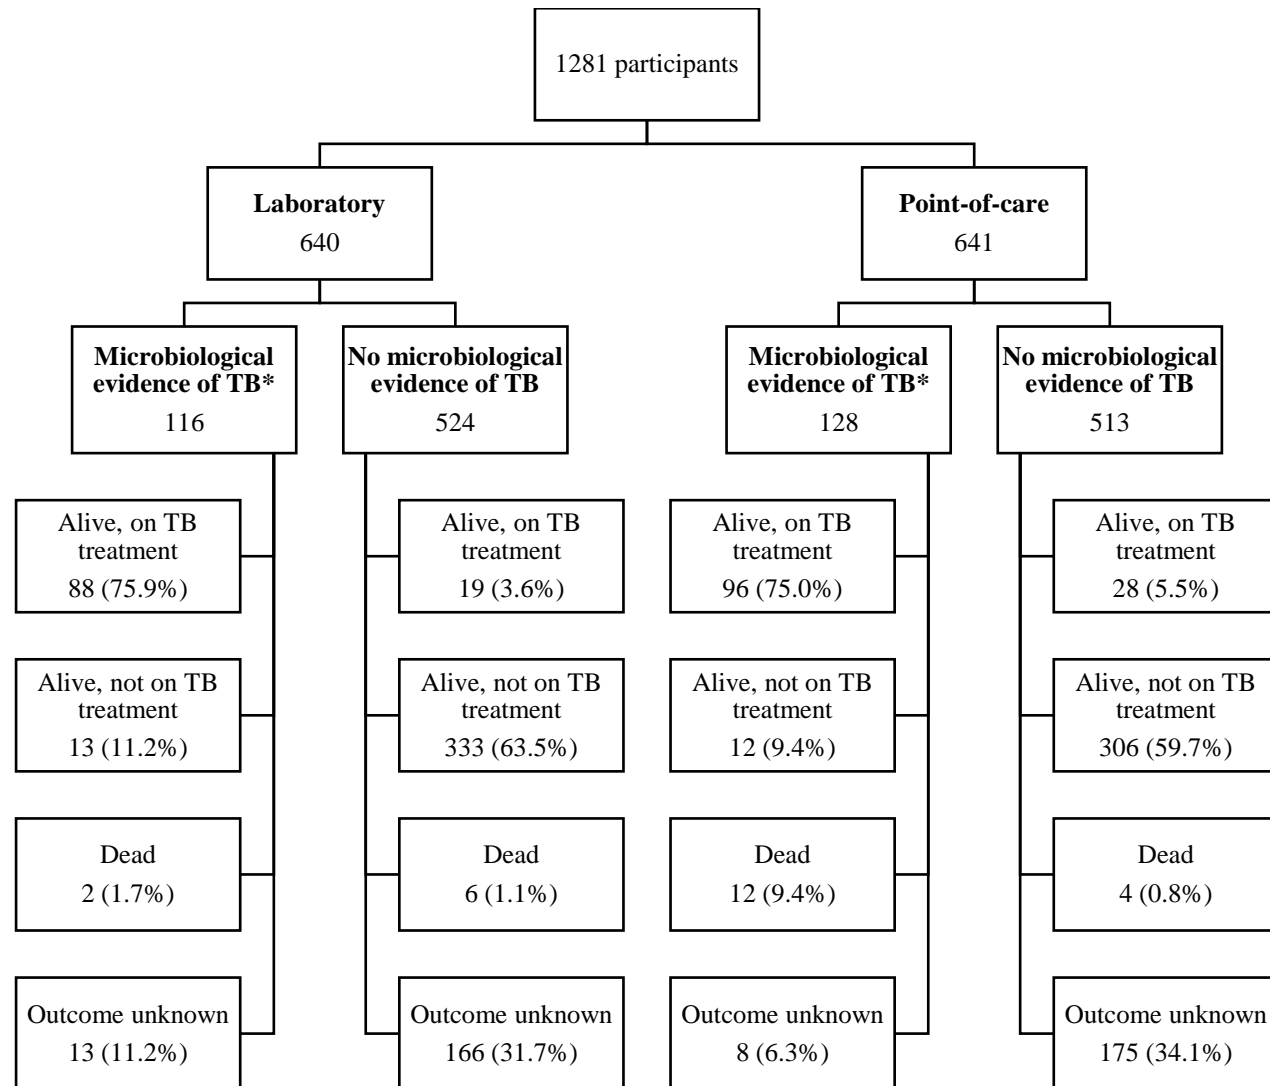 1281 participants
Laboratory
640
Point-of-care
641
Microbiological
evidence of TB*
116
No microbiological
evidence of TB
524
Microbiological
evidence of TB*
128
No microbiological
evidence of TB
513
Alive, on TB
treatment
88 (75.9%)
Alive, on TB
treatment
19 (3.6%)
Alive, on TB
treatment
96 (75.0%)
Alive, on TB
treatment
28 (5.5%)
Alive, not on TB
treatment
13 (11.2%)
Alive, not on TB
treatment
333 (63.5%)
Alive, not on TB
treatment
12 (9.4%)
Alive, not on TB
treatment
306 (59.7%)
Dead
2 (1.7%)
Dead
6 (1.1%)
Dead
12 (9.4%)
Dead
4 (0.8%)
Outcome unknown
13 (11.2%)
Outcome unknown
166 (31.7%)
Outcome unknown
8 (6.3%)
Outcome unknown
175 (34.1%)